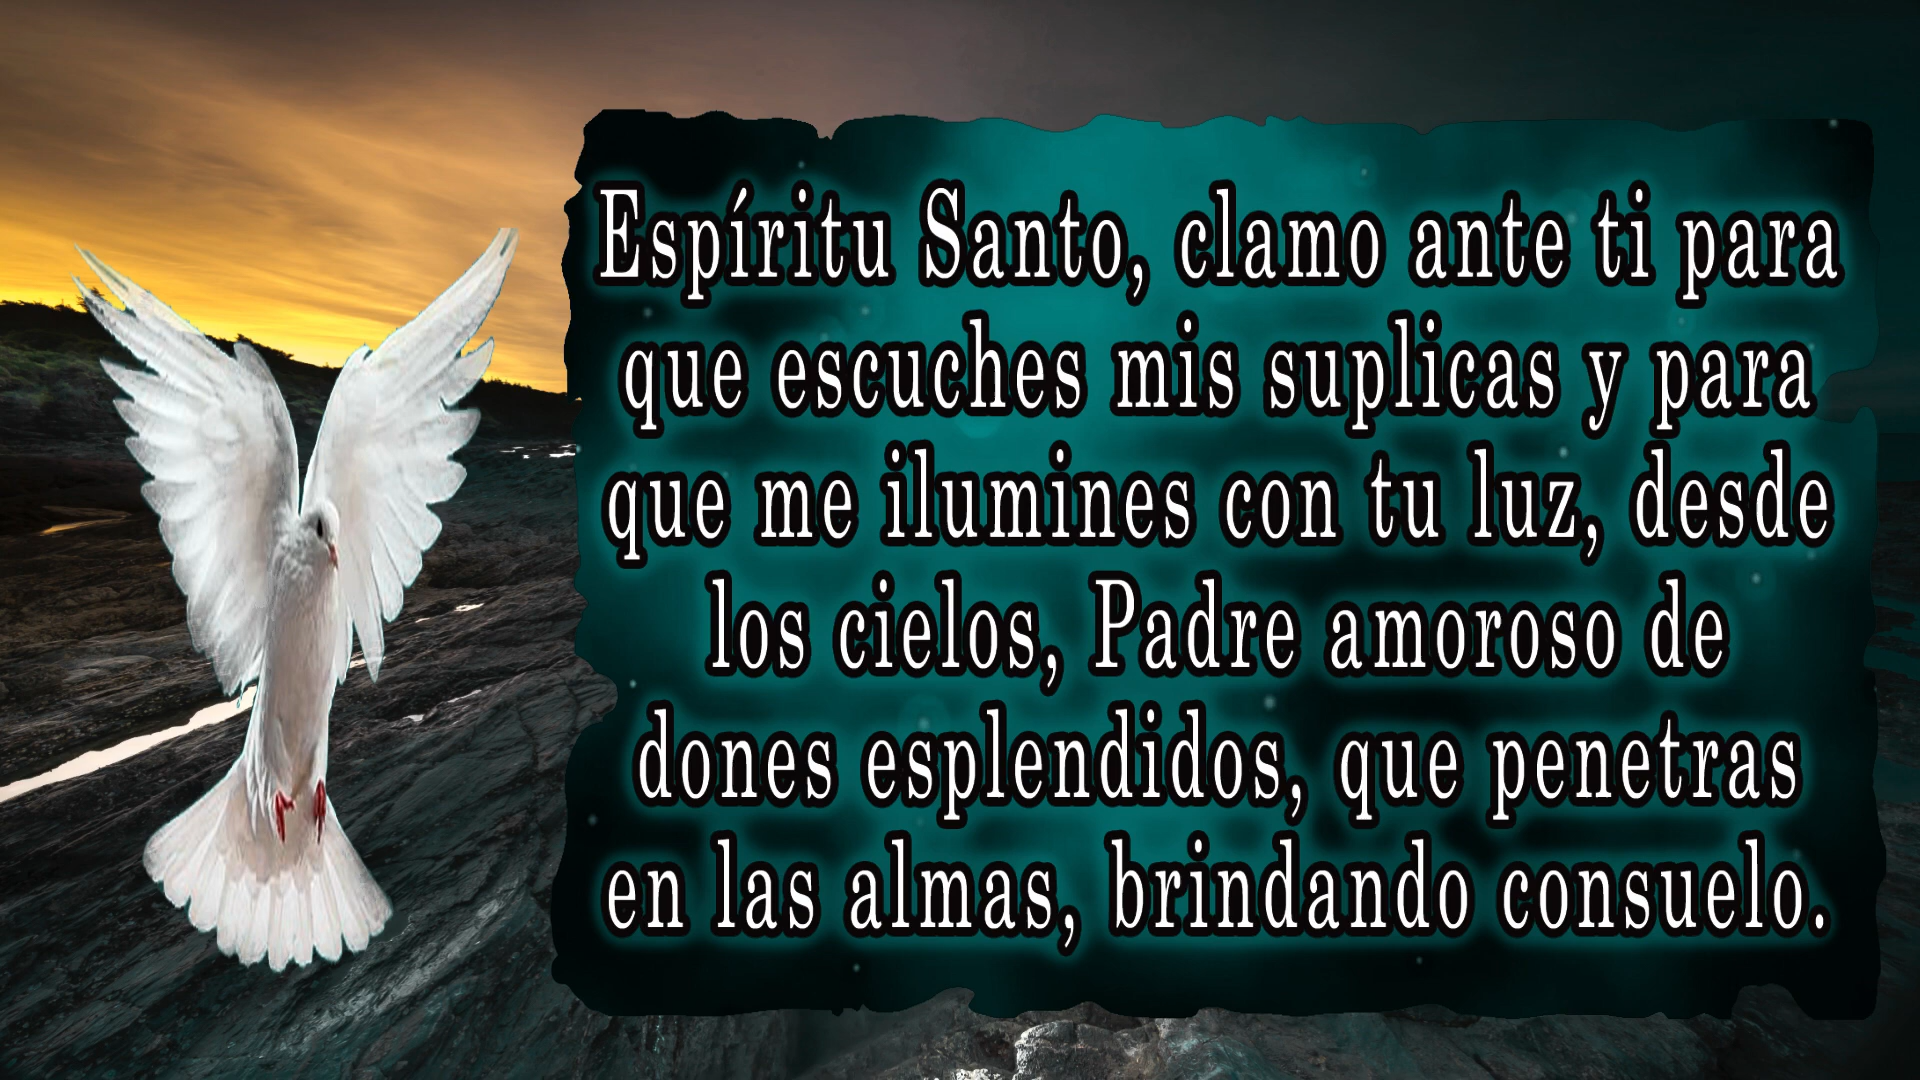 Espíritu Santo, clamo ante ti para
que escuches mis suplicas y para
que me ilumines con tu luz, desde
los cielos, Padre amoroso de
dones esplendidos, que penetras
en las almas, brindando consuelo.